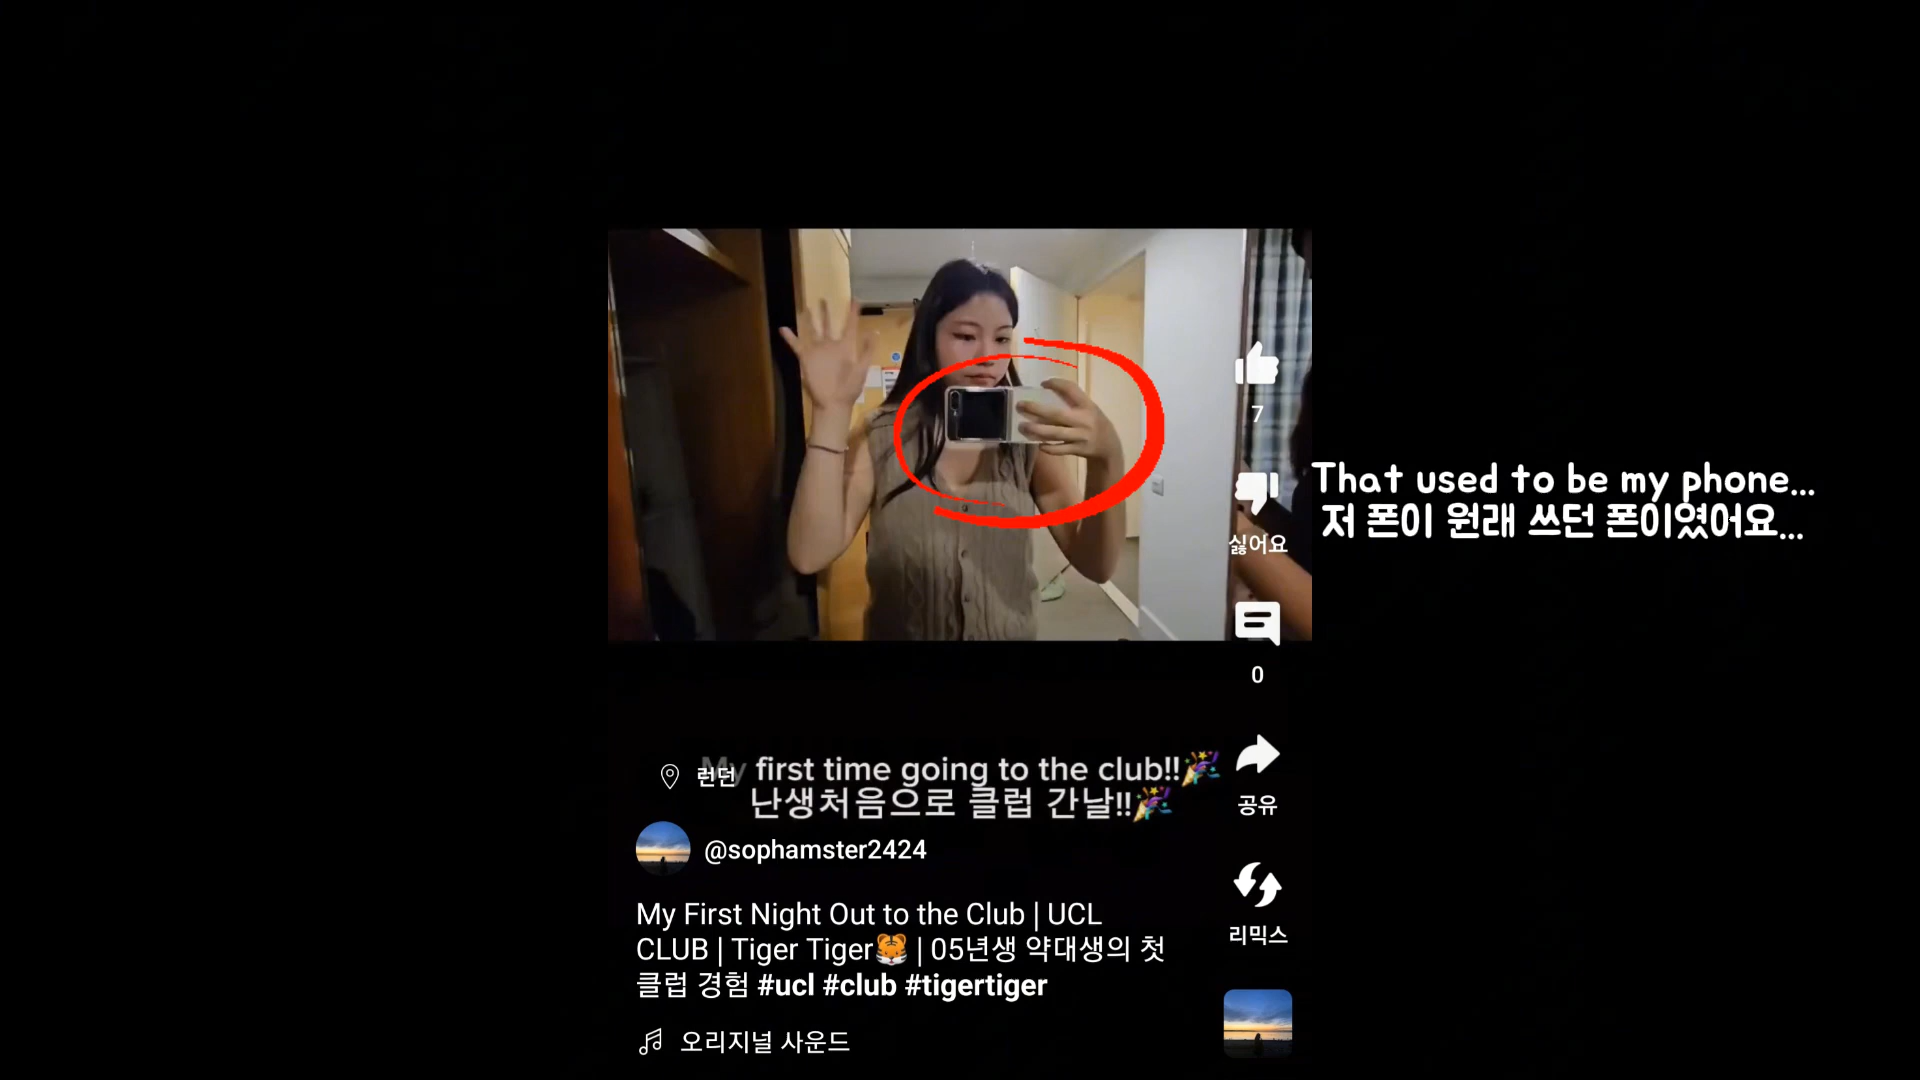 7
That used to be my phone...
저 폰이 원래 쓰던 폰이였어요...
싫어요
0
My first time going to the club!!🎉
런던
난생처음으로 클럽 간날!!🎉
공유
@sophamster2424
My First Night Out to the Club | UCL
CLUB | Tiger Tiger🐯 | 05년생 약대생의 첫
클럽 경험 #ucl #club #tigertiger
리믹스
오리지널 사운드